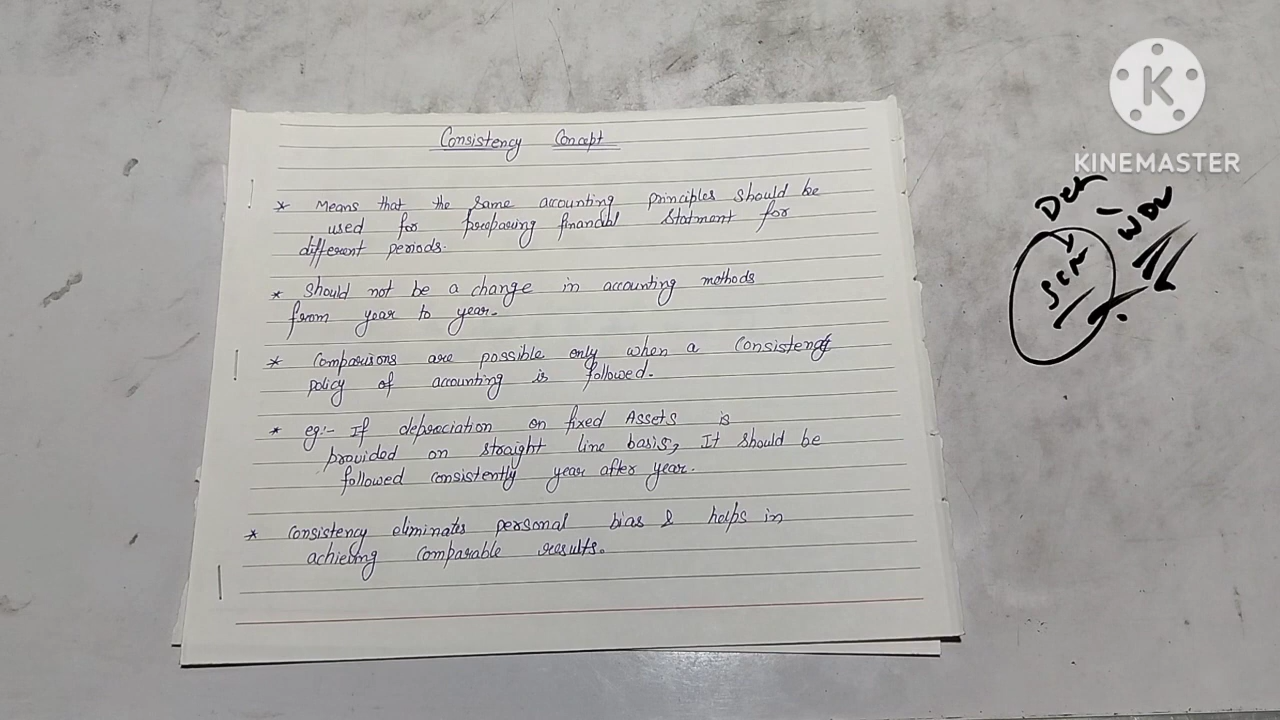 Consistency Concept
* Means that the same accounting principles should be
used for preparing financial statment for
different periods.
* Should not be a change in accounting methods
from year to year.
* Comparisions are possible only when a Consistency
policy of accounting is followed.
* eg:- If depreciation on fixed Assets is
provided on straight line basis, It should be
followed consistently year after year.
* Consistency eliminates personal bias & helps in
achieving comparable results.
K
KINEMASTER
WDV